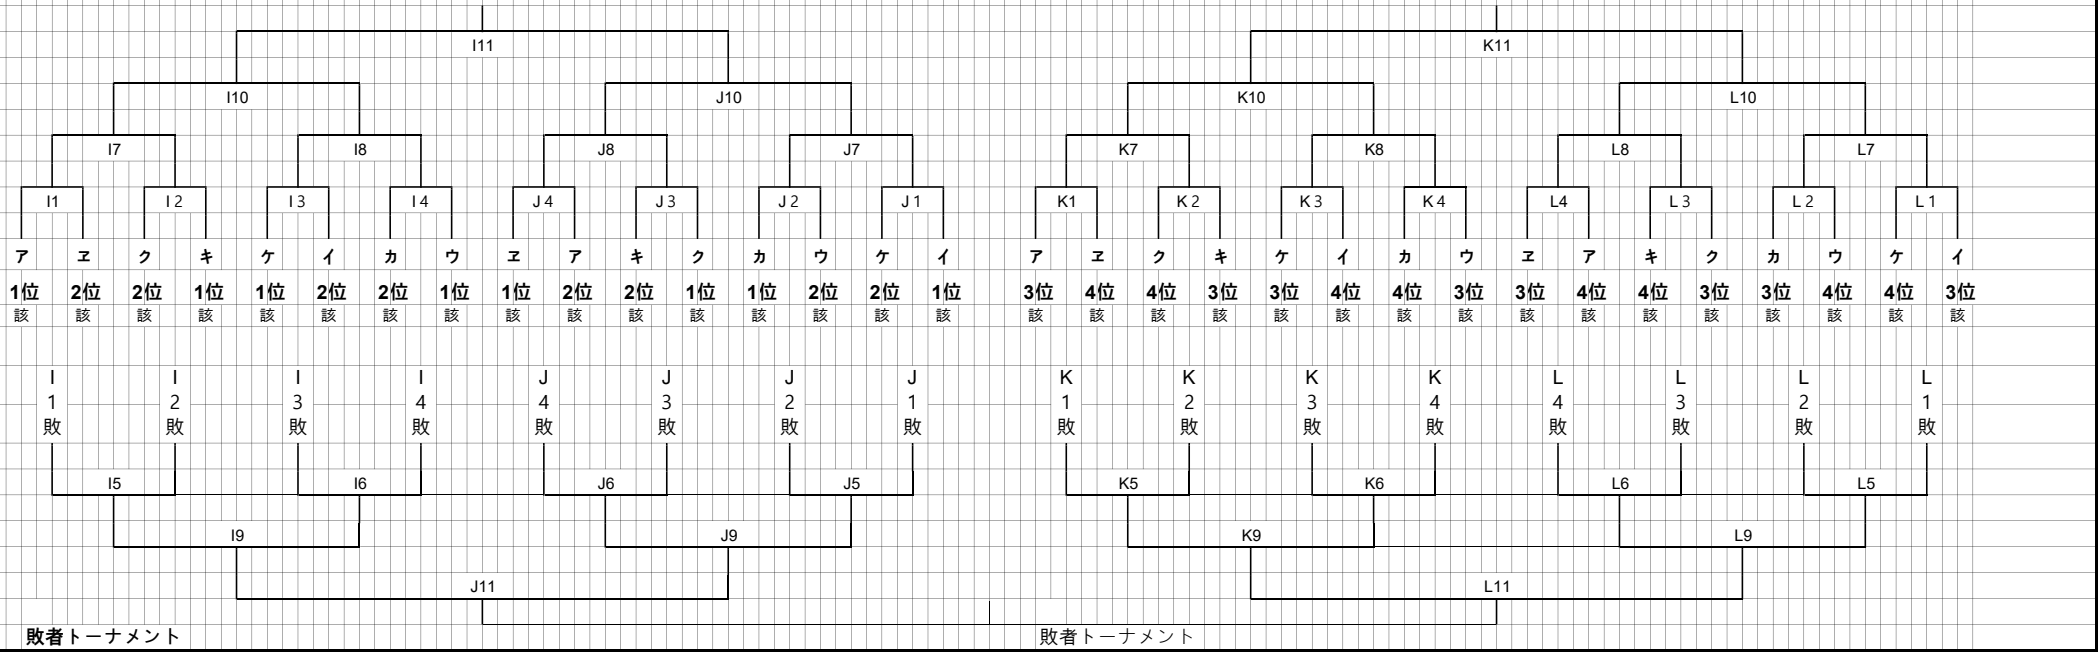 I11 K11
I10 J10 K10 L10
I7 I8 J8 J7 K7 K8 L8 L7
I1 I2 I3 I4 J4 J3 J2 J1 K1 K2 K3 K4 L4 L3 L2 L1
ア ヱ ク キ ケ イ カ ウ ヱ ア キ ク カ ウ ケ イ ア ヱ ク キ ケ イ カ ウ ヱ ア キ ク カ ウ ケ イ
1位 2位 2位 1位 1位 2位 2位 1位 1位 2位 2位 1位 1位 2位 2位 1位 3位 4位 4位 3位 3位 4位 4位 3位 3位 4位 4位 3位 3位 4位 4位 3位
該 該 該 該 該 該 該 該 該 該 該 該 該 該 該 該 該 該 該 該 該 該 該 該 該 該 該 該 該 該 該 該
I1敗 I2敗 I3敗 I4敗 J4敗 J3敗 J2敗 J1敗 K1敗 K2敗 K3敗 K4敗 L4敗 L3敗 L2敗 L1敗
I5 I6 J6 J5 K5 K6 L6 L5
I9 J9 K9 L9
J11 L11
敗者トーナメント 敗者トーナメント